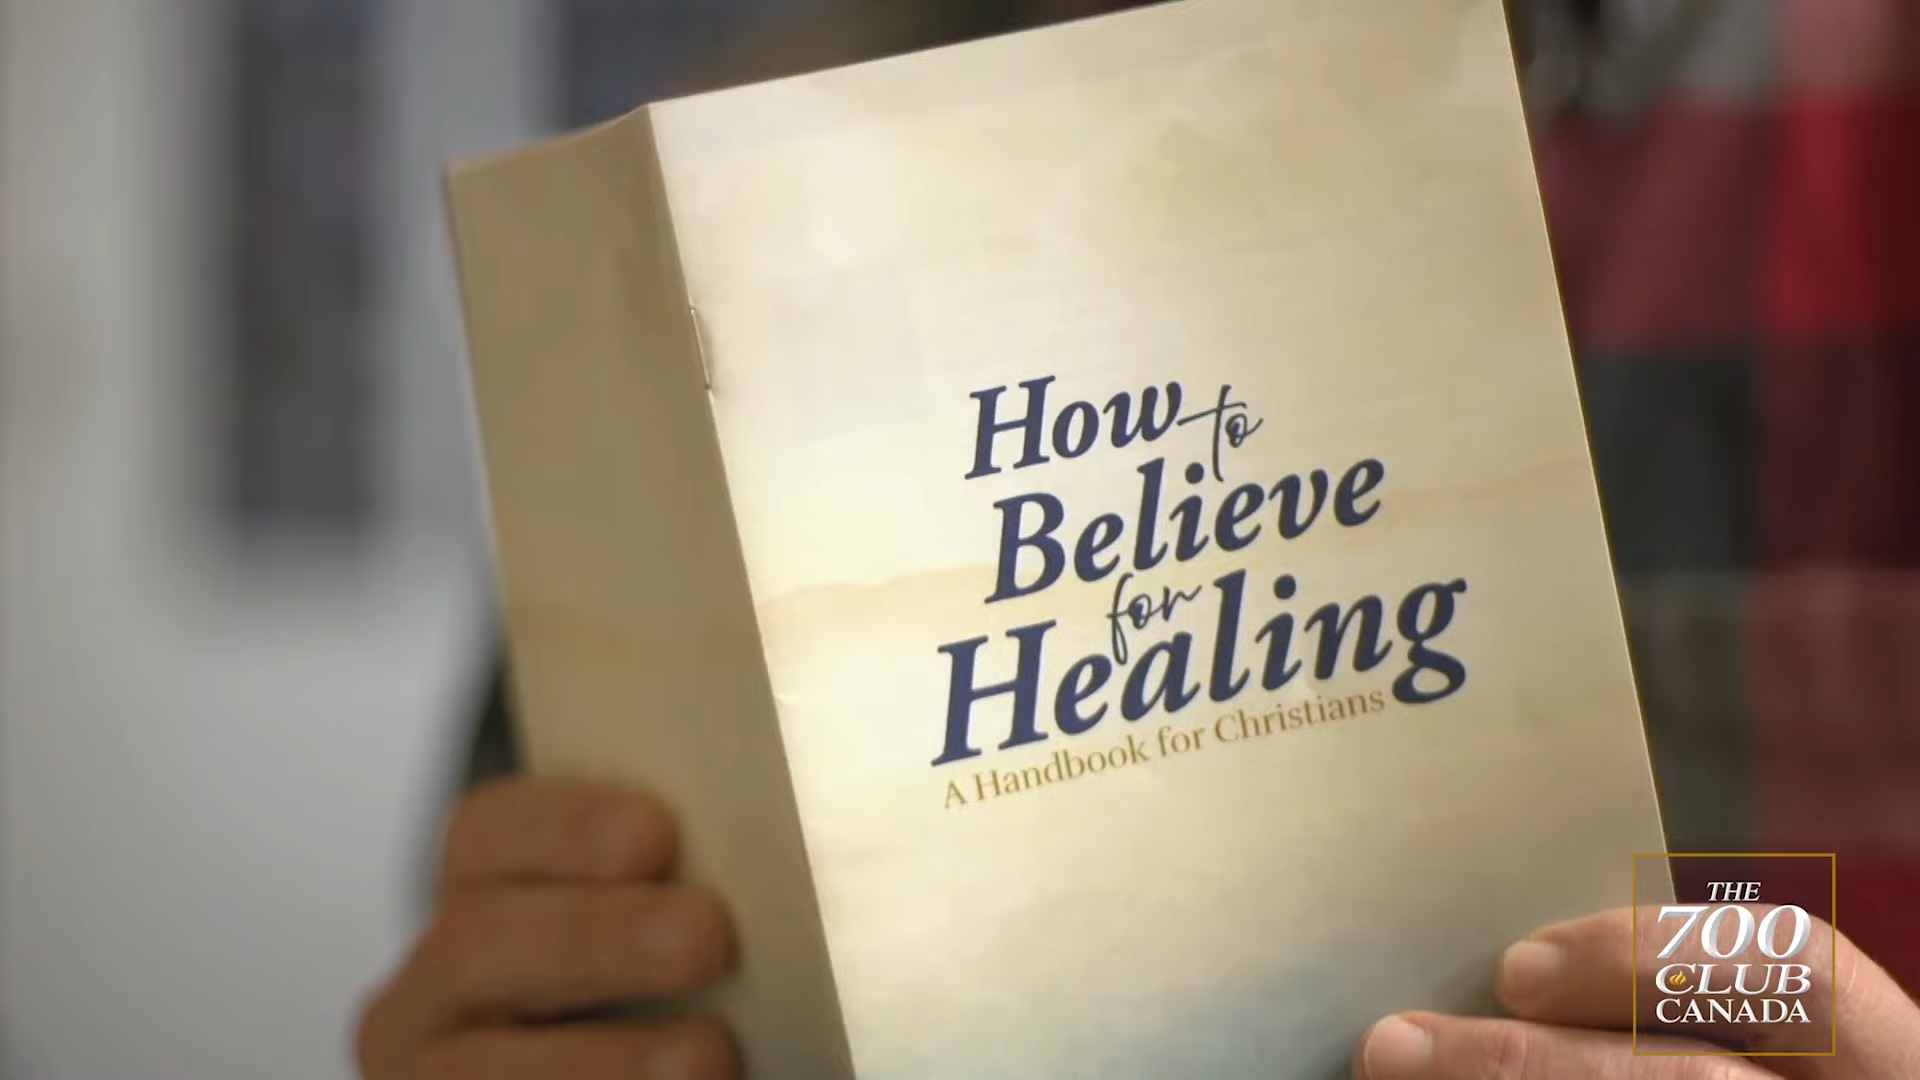 How to
Believe
for
Healing
A Handbook for Christians
THE
700
CLUB
CANADA